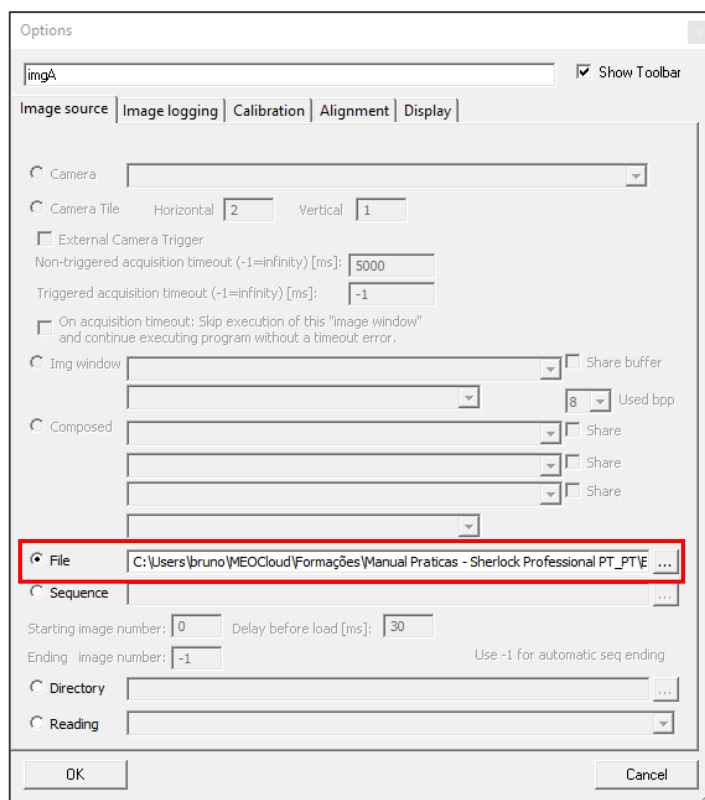 Options
imgA
Show Toolbar
Image source Image logging Calibration Alignment Display
Camera
Camera Tile Horizontal 2 Vertical 1
External Camera Trigger
Non-triggered acquisition timeout (-1=infinity) [ms]: 5000
Triggered acquisition timeout (-1=infinity) [ms]: -1
On acquisition timeout: Skip execution of this "image window"
and continue executing program without a timeout error.
Img window Share buffer
8 Used bpp
Composed Share
Share
Share
File C:\Users\bruno\MEOCloud\Formações\Manual Praticas - Sherlock Professional PT_PT\E ...
Sequence ...
Starting image number: 0 Delay before load [ms]: 30
Ending image number: -1 Use -1 for automatic seq ending
Directory ...
Reading
OK Cancel